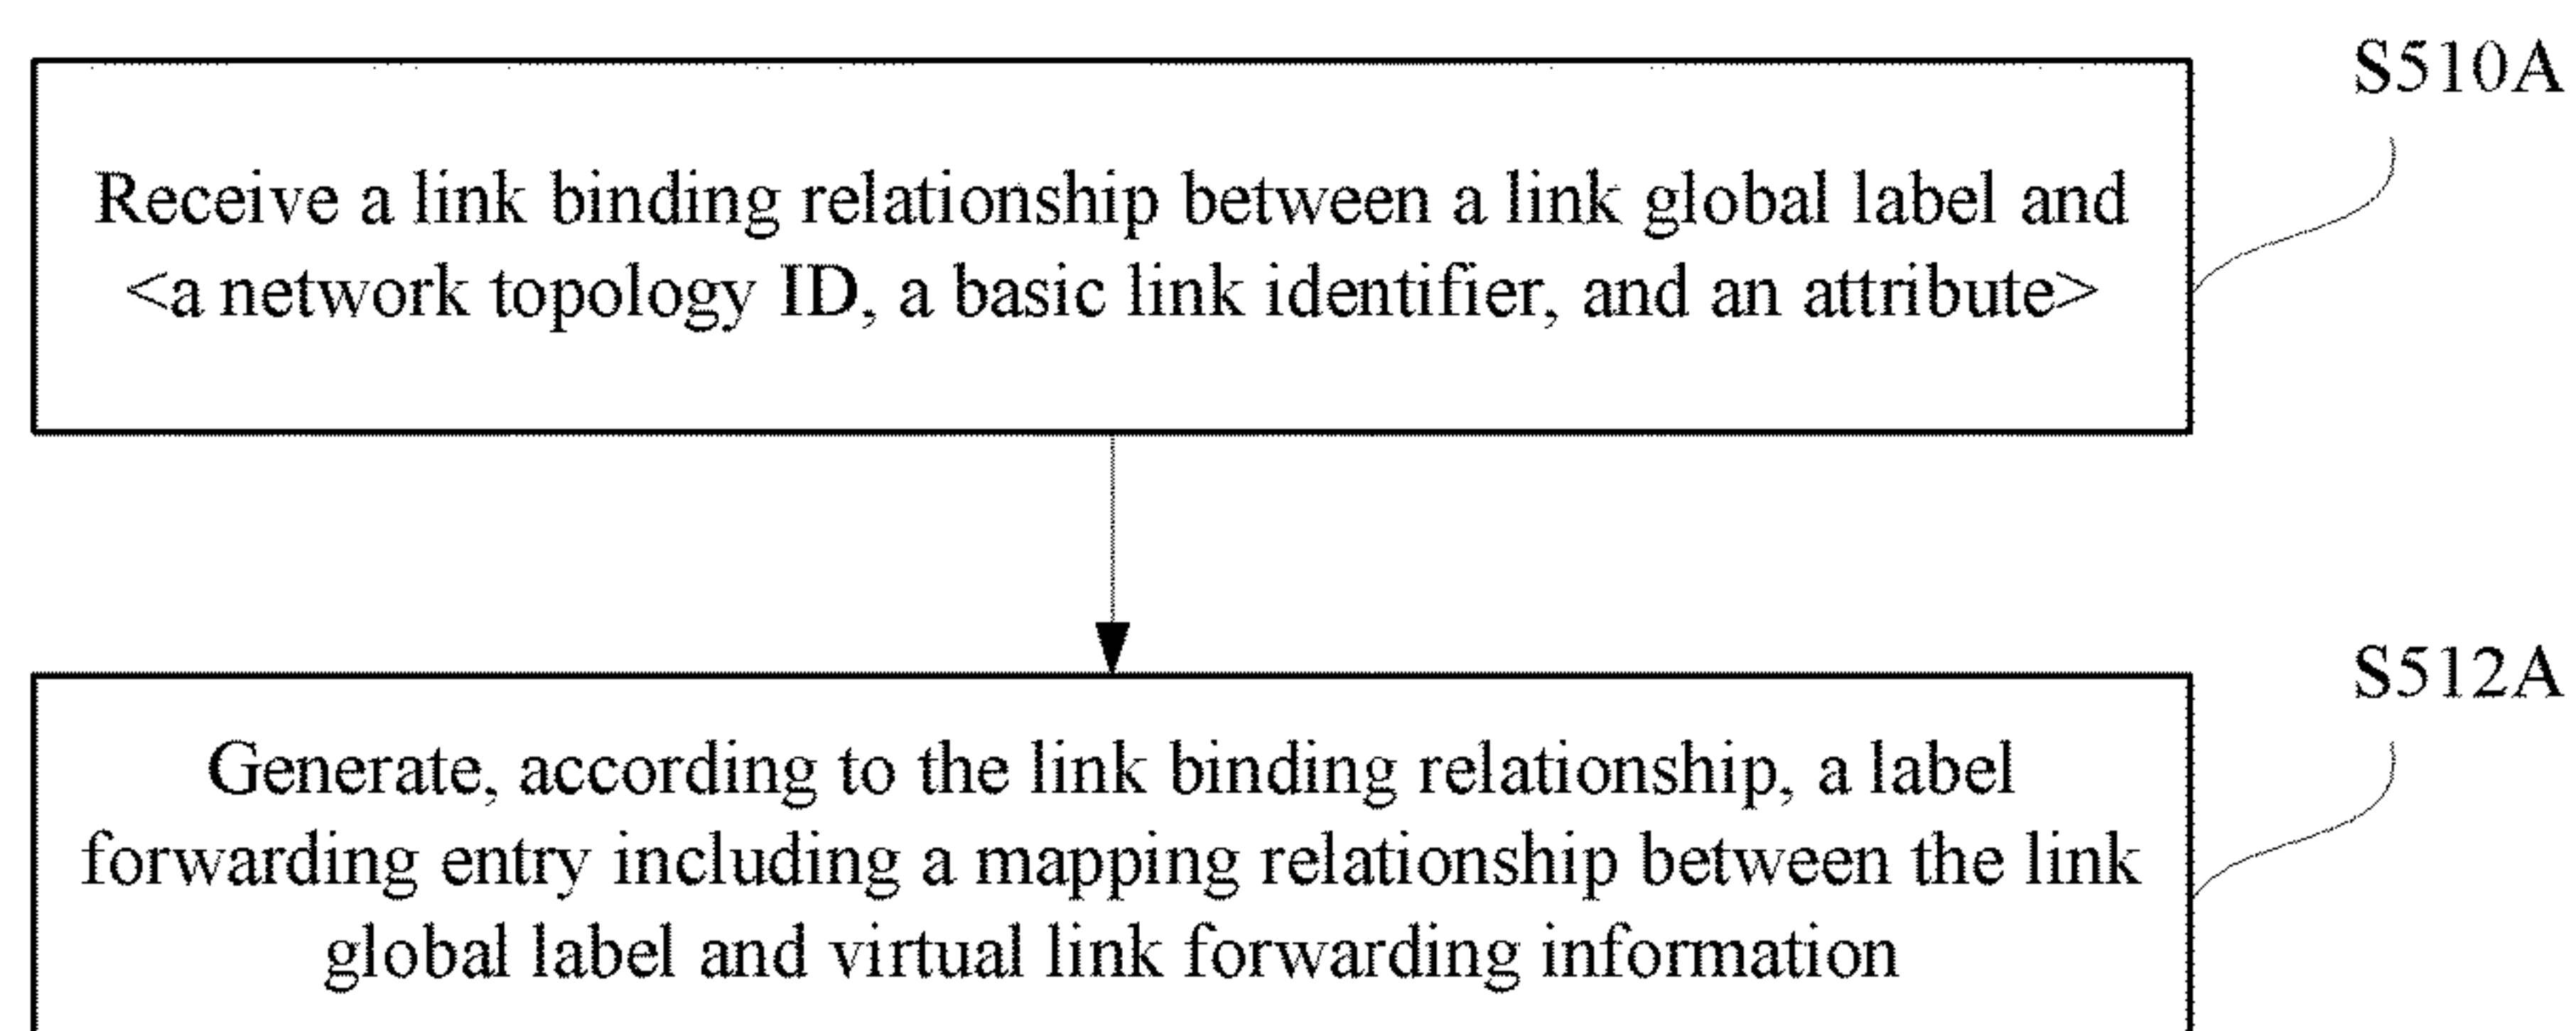 S510A
Receive a link binding relationship between a link global label and
<a network topology ID, a basic link identifier, and an attribute>
S512A
Generate, according to the link binding relationship, a label
forwarding entry including a mapping relationship between the link
global label and virtual link forwarding information